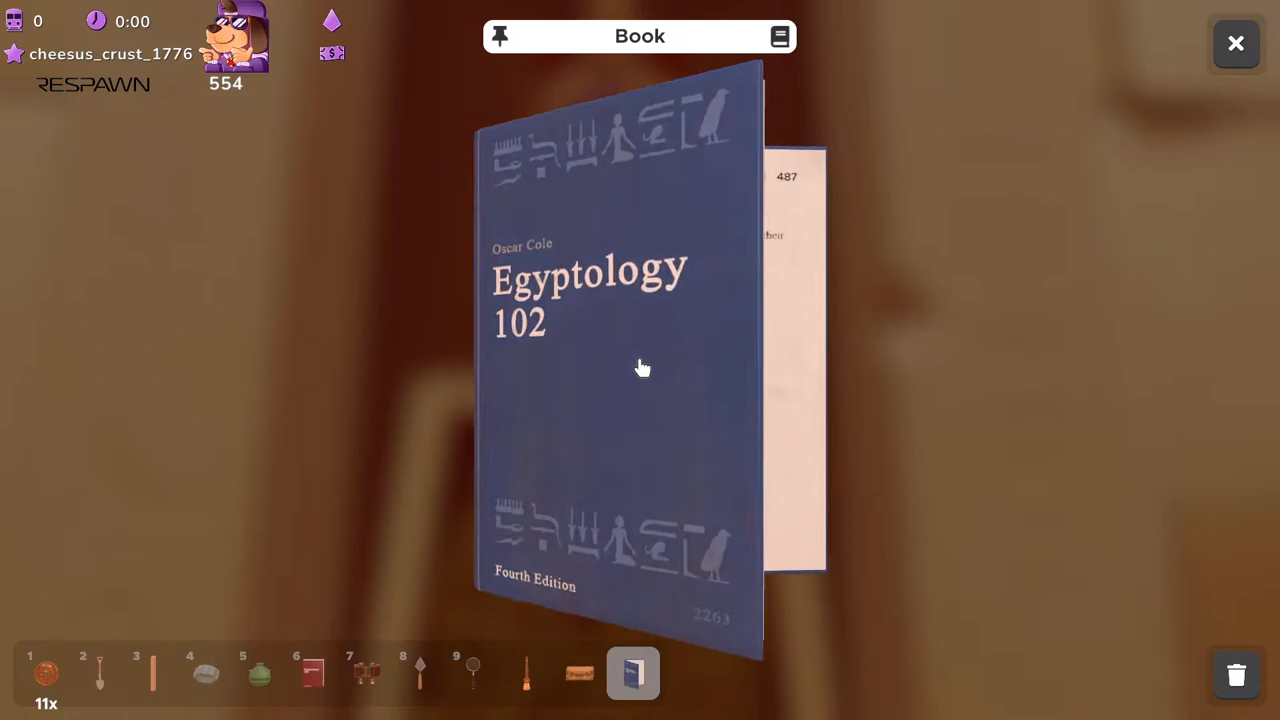 0
0:00
Book
cheesus_crust_1776
RESPAWN
554
487
Oscar Cole
Egyptology
102
Fourth Edition
2263
1
2
3
4
5
6
7
8
9
11x